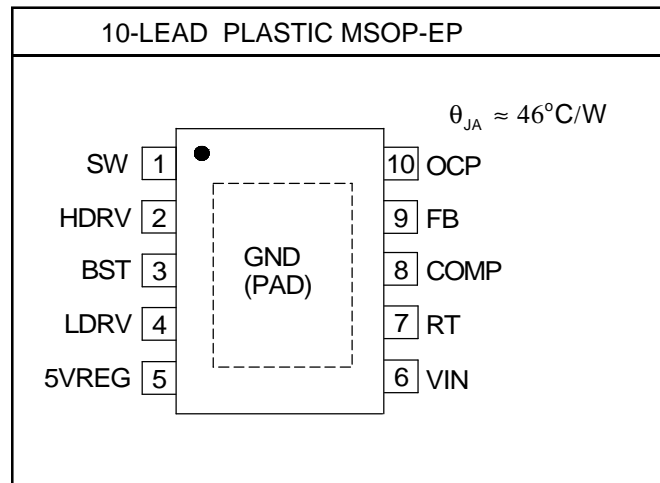 10-LEAD PLASTIC MSOP-EP
θJA ≈ 46°C/W
SW 1
HDRV 2
BST 3
LDRV 4
5VREG 5
GND
(PAD)
10 OCP
9 FB
8 COMP
7 RT
6 VIN